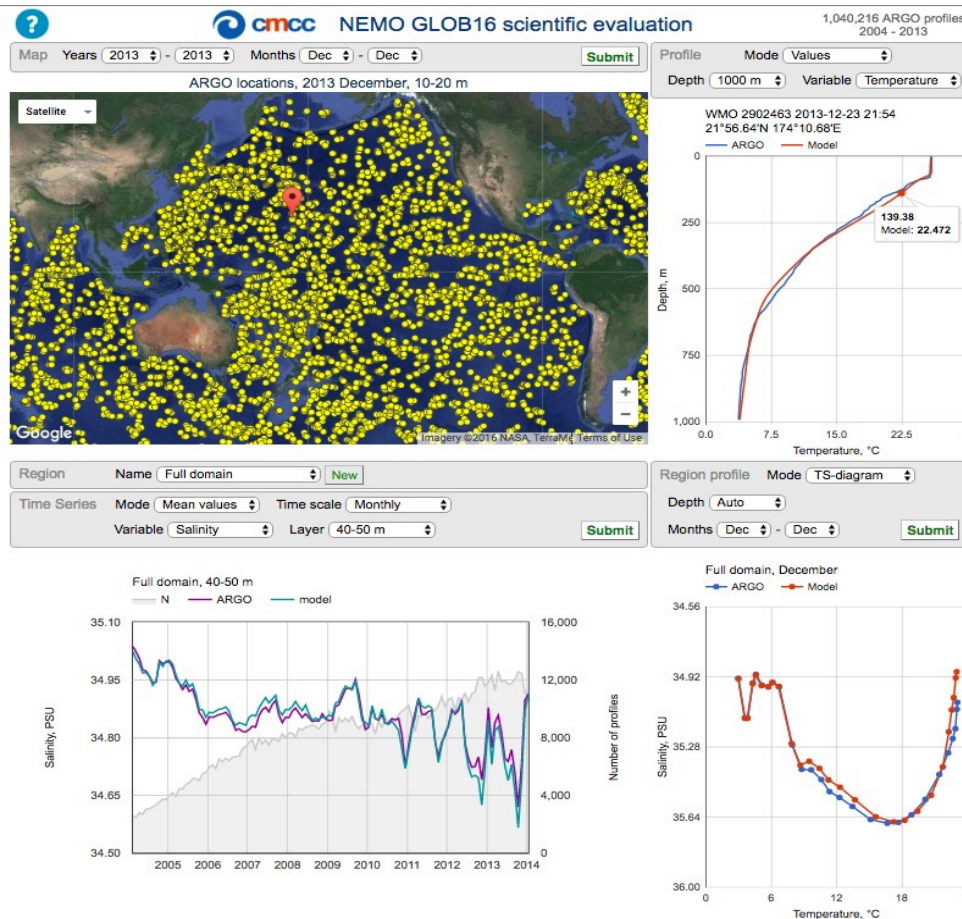 ?
cmcc NEMO GLOB16 scientific evaluation
1,040,216 ARGO profiles
2004 - 2013
Map Years 2013 - 2013 Months Dec - Dec Submit
ARGO locations, 2013 December, 10-20 m
Satellite
+
−
Google
Imagery ©2016 NASA, TerraMe Terms of Use
Profile Mode Values
Depth 1000 m Variable Temperature
WMO 2902463 2013-12-23 21:54
21°56.64'N 174°10.68'E
ARGO Model
0
250
500
750
1,000
Depth, m
139.38
Model: 22.472
0.0 7.5 15.0 22.5
Temperature, °C
Region Name Full domain New
Time Series Mode Mean values Time scale Monthly
Variable Salinity Layer 40-50 m Submit
Full domain, 40-50 m
N ARGO model
35.10
34.95
34.80
34.65
34.50
Salinity, PSU
16,000
12,000
8,000
4,000
0
Number of profiles
2005 2006 2007 2008 2009 2010 2011 2012 2013 2014
Region profile Mode TS-diagram
Depth Auto
Months Dec - Dec Submit
Full domain, December
ARGO Model
34.56
34.92
35.28
35.64
36.00
Salinity, PSU
0 6 12 18
Temperature, °C